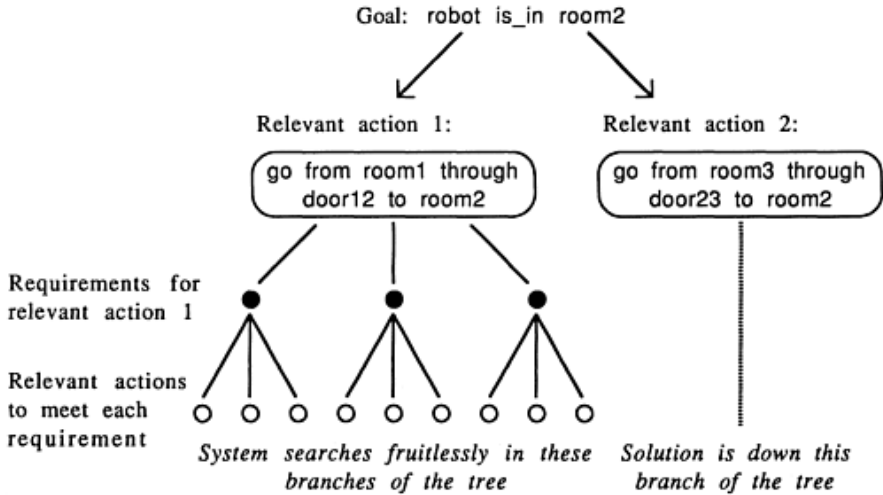 Goal: robot is_in room2
Relevant action 1:
Relevant action 2:
go from room1 through
door12 to room2
go from room3 through
door23 to room2
Requirements for
relevant action 1
Relevant actions
to meet each
requirement
System searches fruitlessly in these
branches of the tree
Solution is down this
branch of the tree